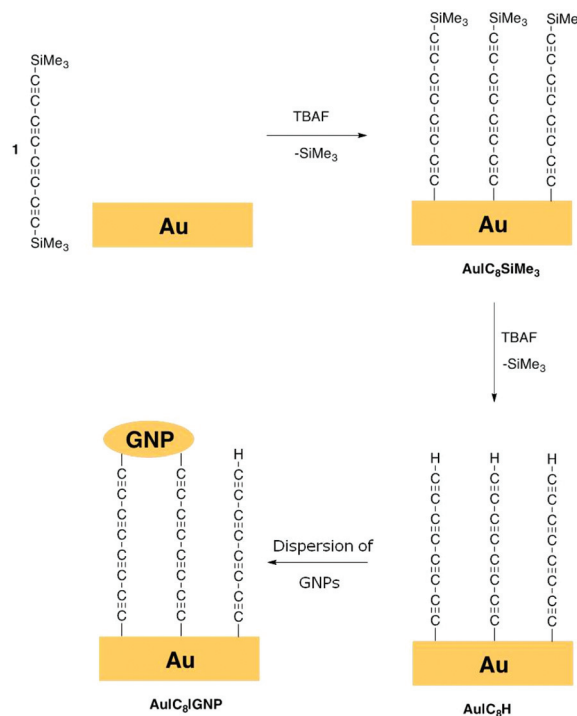 SiMe3
C≡C-C≡C-C≡C-C≡C
SiMe3
1
Au
TBAF
-SiMe3
SiMe3 SiMe3 SiMe
C≡C-C≡C-C≡C-C≡C
C≡C-C≡C-C≡C-C≡C
C≡C-C≡C-C≡C-C≡C
Au
AuIC8SiMe3
TBAF
-SiMe3
H H H
C≡C-C≡C-C≡C-C≡C
C≡C-C≡C-C≡C-C≡C
C≡C-C≡C-C≡C-C≡C
Au
AuIC8H
Dispersion of
GNPs
GNP
H
C≡C-C≡C-C≡C-C≡C
C≡C-C≡C-C≡C-C≡C
C≡C-C≡C-C≡C-C≡C
Au
AuIC8IGNP